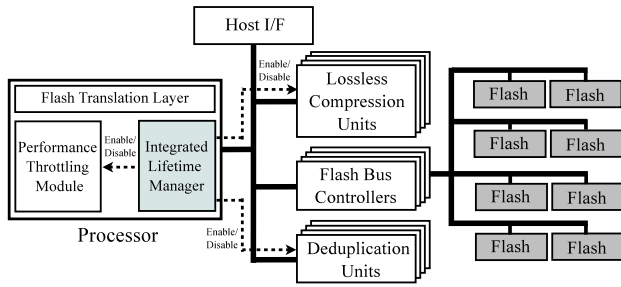 Host I/F
Enable/
Disable
Lossless
Compression
Units
Flash Translation Layer
Performance
Throttling
Module
Enable/
Disable
Integrated
Lifetime
Manager
Processor
Flash Bus
Controllers
Enable/
Disable
Deduplication
Units
Flash Flash
Flash Flash
Flash Flash
Flash Flash